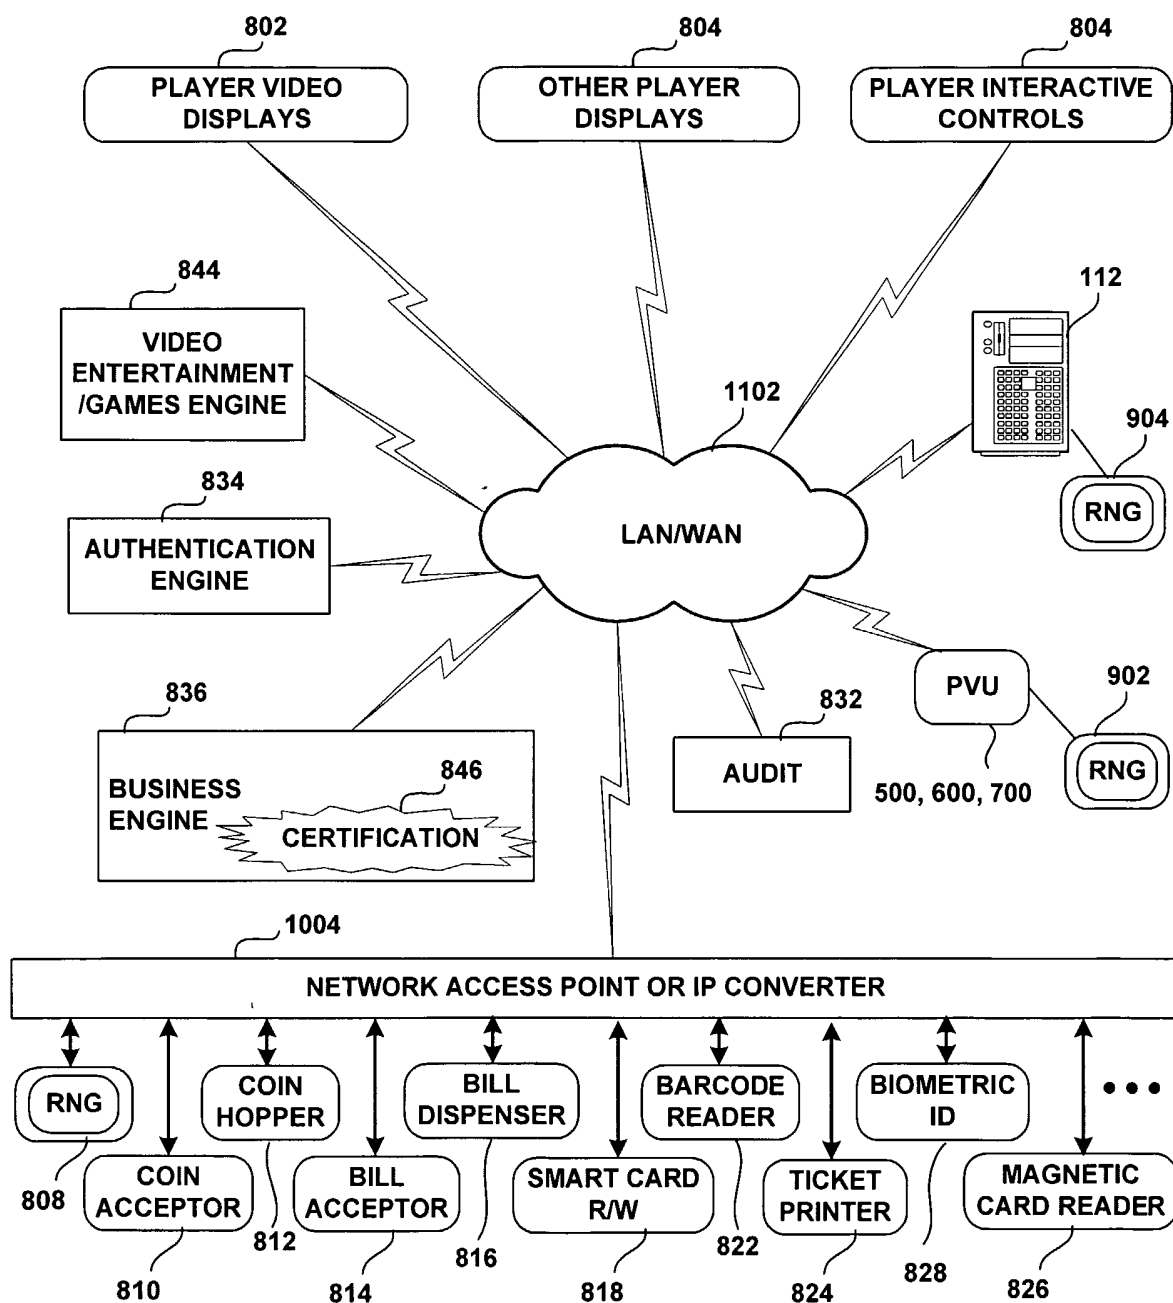 802
804
804
PLAYER VIDEO
DISPLAYS
OTHER PLAYER
DISPLAYS
PLAYER INTERACTIVE
CONTROLS
844
VIDEO
ENTERTAINMENT
/GAMES ENGINE
112
1102
904
RNG
834
AUTHENTICATION
ENGINE
LAN/WAN
836
BUSINESS
ENGINE
846
CERTIFICATION
832
AUDIT
PVU
500, 600, 700
902
RNG
1004
NETWORK ACCESS POINT OR IP CONVERTER
RNG
808
COIN
ACCEPTOR
810
COIN
HOPPER
812
BILL
ACCEPTOR
814
BILL
DISPENSER
816
SMART CARD
R/W
818
BARCODE
READER
822
TICKET
PRINTER
824
BIOMETRIC
ID
828
MAGNETIC
CARD READER
826